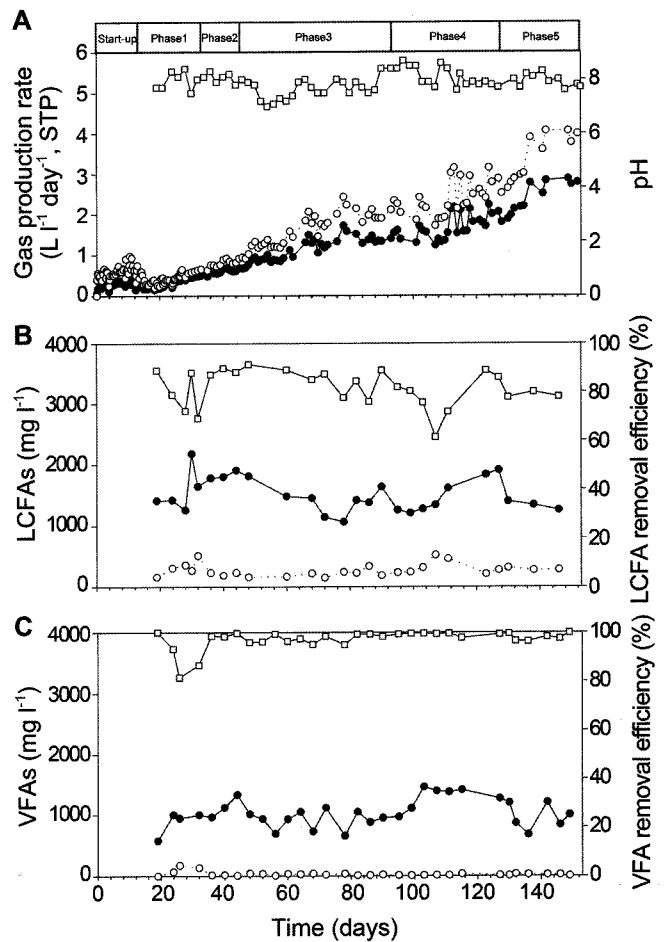 A
Start-up Phase1 Phase2 Phase3 Phase4 Phase5
6
5
4
3
2
1
0
Gas production rate
(L l⁻¹ day⁻¹, STP)
8
6
4
2
0
pH
B
4000
3000
2000
1000
0
LCFAs (mg l⁻¹)
100
80
60
40
20
0
LCFA removal efficiency (%)
C
4000
3000
2000
1000
0
VFAs (mg l⁻¹)
100
80
60
40
20
0
VFA removal efficiency (%)
0 20 40 60 80 100 120 140
Time (days)